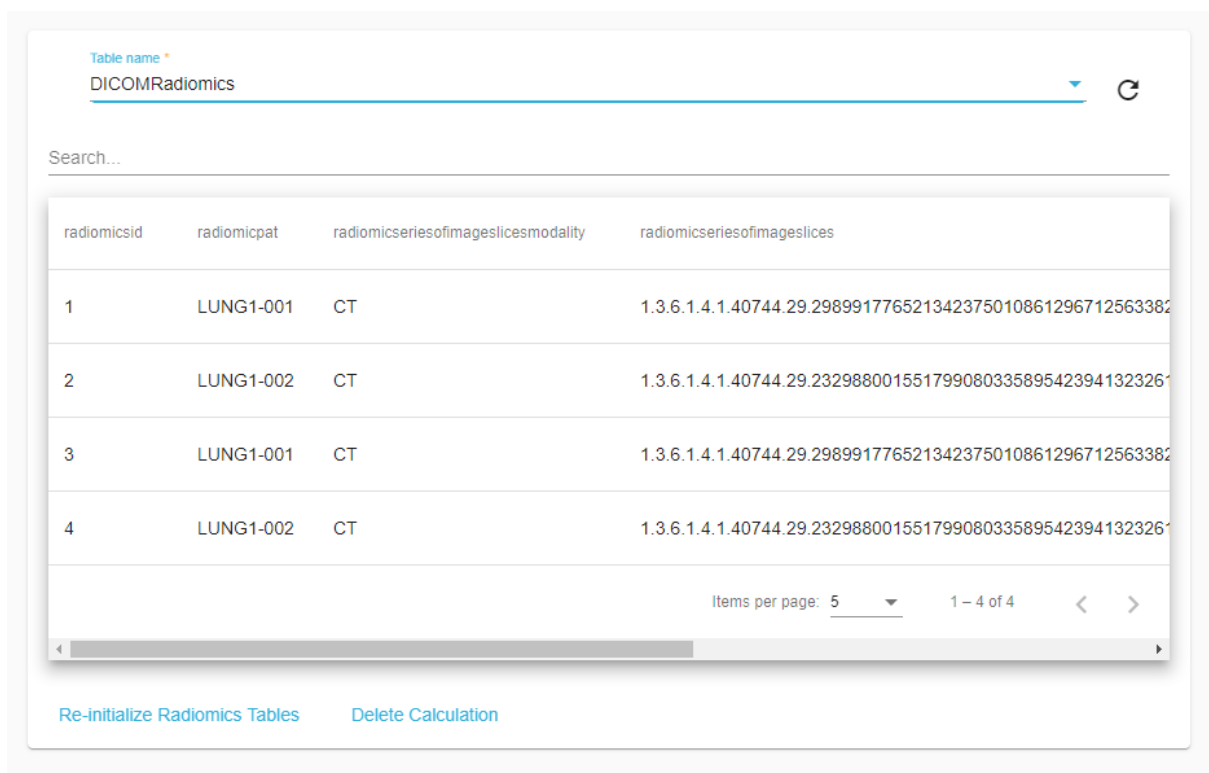 Table name *
DICOMRadiomics
Search...
radiomicsid radiomicpat radiomicseriesofimageslicesmodality radiomicseriesofimageslices
1 LUNG1-001 CT 1.3.6.1.4.1.40744.29.298991776521342375010861296712563382
2 LUNG1-002 CT 1.3.6.1.4.1.40744.29.232988001551799080335895423941323261
3 LUNG1-001 CT 1.3.6.1.4.1.40744.29.298991776521342375010861296712563382
4 LUNG1-002 CT 1.3.6.1.4.1.40744.29.232988001551799080335895423941323261
Items per page: 5 1 – 4 of 4
Re-initialize Radiomics Tables Delete Calculation